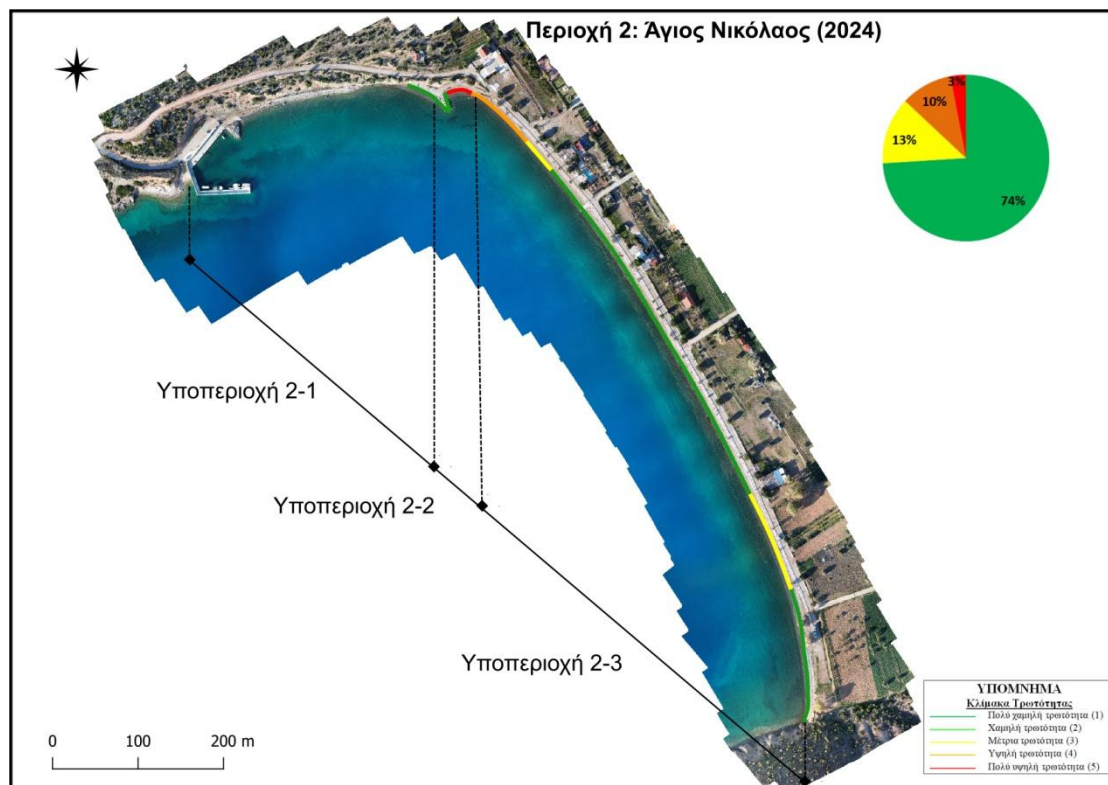 Περιοχή 2: Άγιος Νικόλαος (2024)
3%
10%
13%
74%
Υποπεριοχή 2-1
Υποπεριοχή 2-2
Υποπεριοχή 2-3
0 100 200 m
ΥΠΟΜΝΗΜΑ
Κλίμακα Τρωτότητας
Πολύ χαμηλή τρωτότητα (1)
Χαμηλή τρωτότητα (2)
Μέτρια τρωτότητα (3)
Υψηλή τρωτότητα (4)
Πολύ υψηλή τρωτότητα (5)